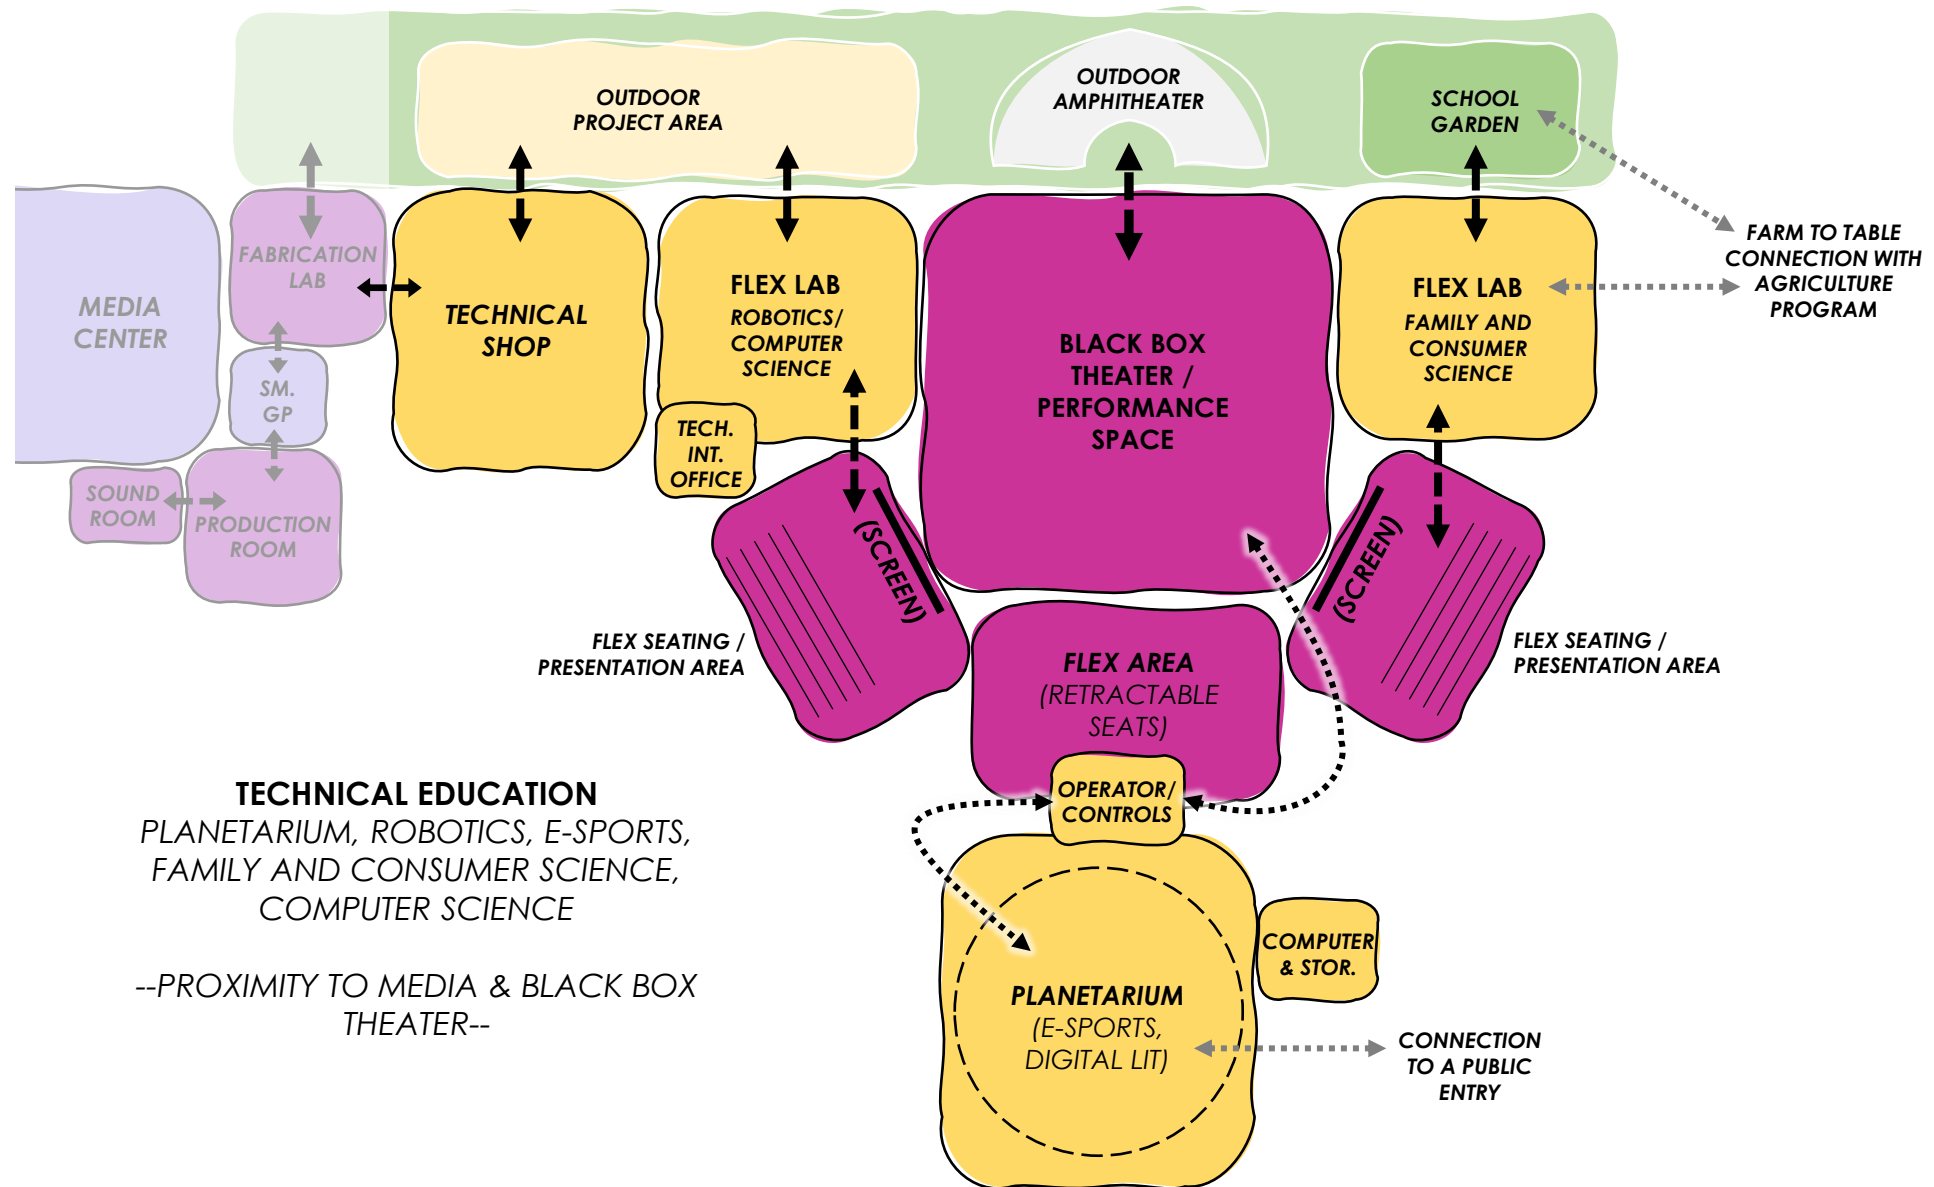 OUTDOOR
PROJECT AREA
OUTDOOR
AMPHITHEATER
SCHOOL
GARDEN
MEDIA
CENTER
FABRICATION
LAB
SM.
GP
SOUND
ROOM
PRODUCTION
ROOM
TECHNICAL
SHOP
FLEX LAB
ROBOTICS/
COMPUTER
SCIENCE
TECH.
INT.
OFFICE
BLACK BOX
THEATER /
PERFORMANCE
SPACE
FLEX LAB
FAMILY AND
CONSUMER
SCIENCE
FARM TO TABLE
CONNECTION WITH
AGRICULTURE
PROGRAM
(SCREEN)
FLEX SEATING /
PRESENTATION AREA
(SCREEN)
FLEX SEATING /
PRESENTATION AREA
FLEX AREA
(RETRACTABLE
SEATS)
OPERATOR/
CONTROLS
PLANETARIUM
(E-SPORTS,
DIGITAL LIT)
COMPUTER
& STOR.
CONNECTION
TO A PUBLIC
ENTRY
TECHNICAL EDUCATION
PLANETARIUM, ROBOTICS, E-SPORTS,
FAMILY AND CONSUMER SCIENCE,
COMPUTER SCIENCE
--PROXIMITY TO MEDIA & BLACK BOX
THEATER--